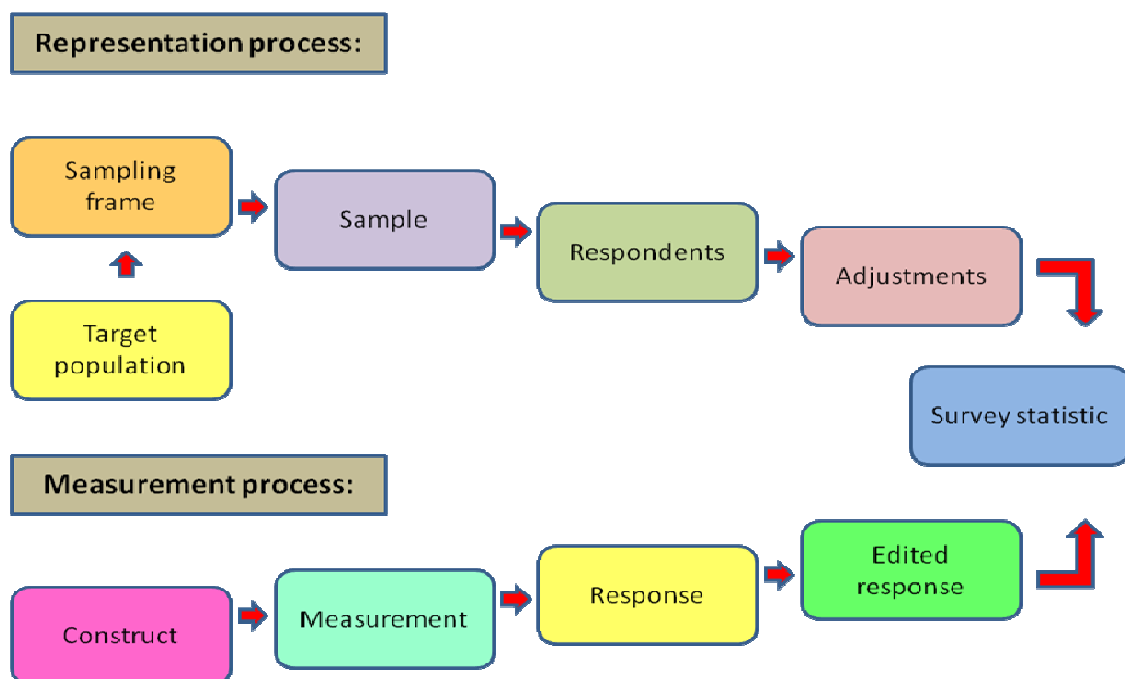 Representation process:
Sampling
frame
Sample
Respondents
Adjustments
Target
population
Survey statistic
Measurement process:
Construct
Measurement
Response
Edited
response